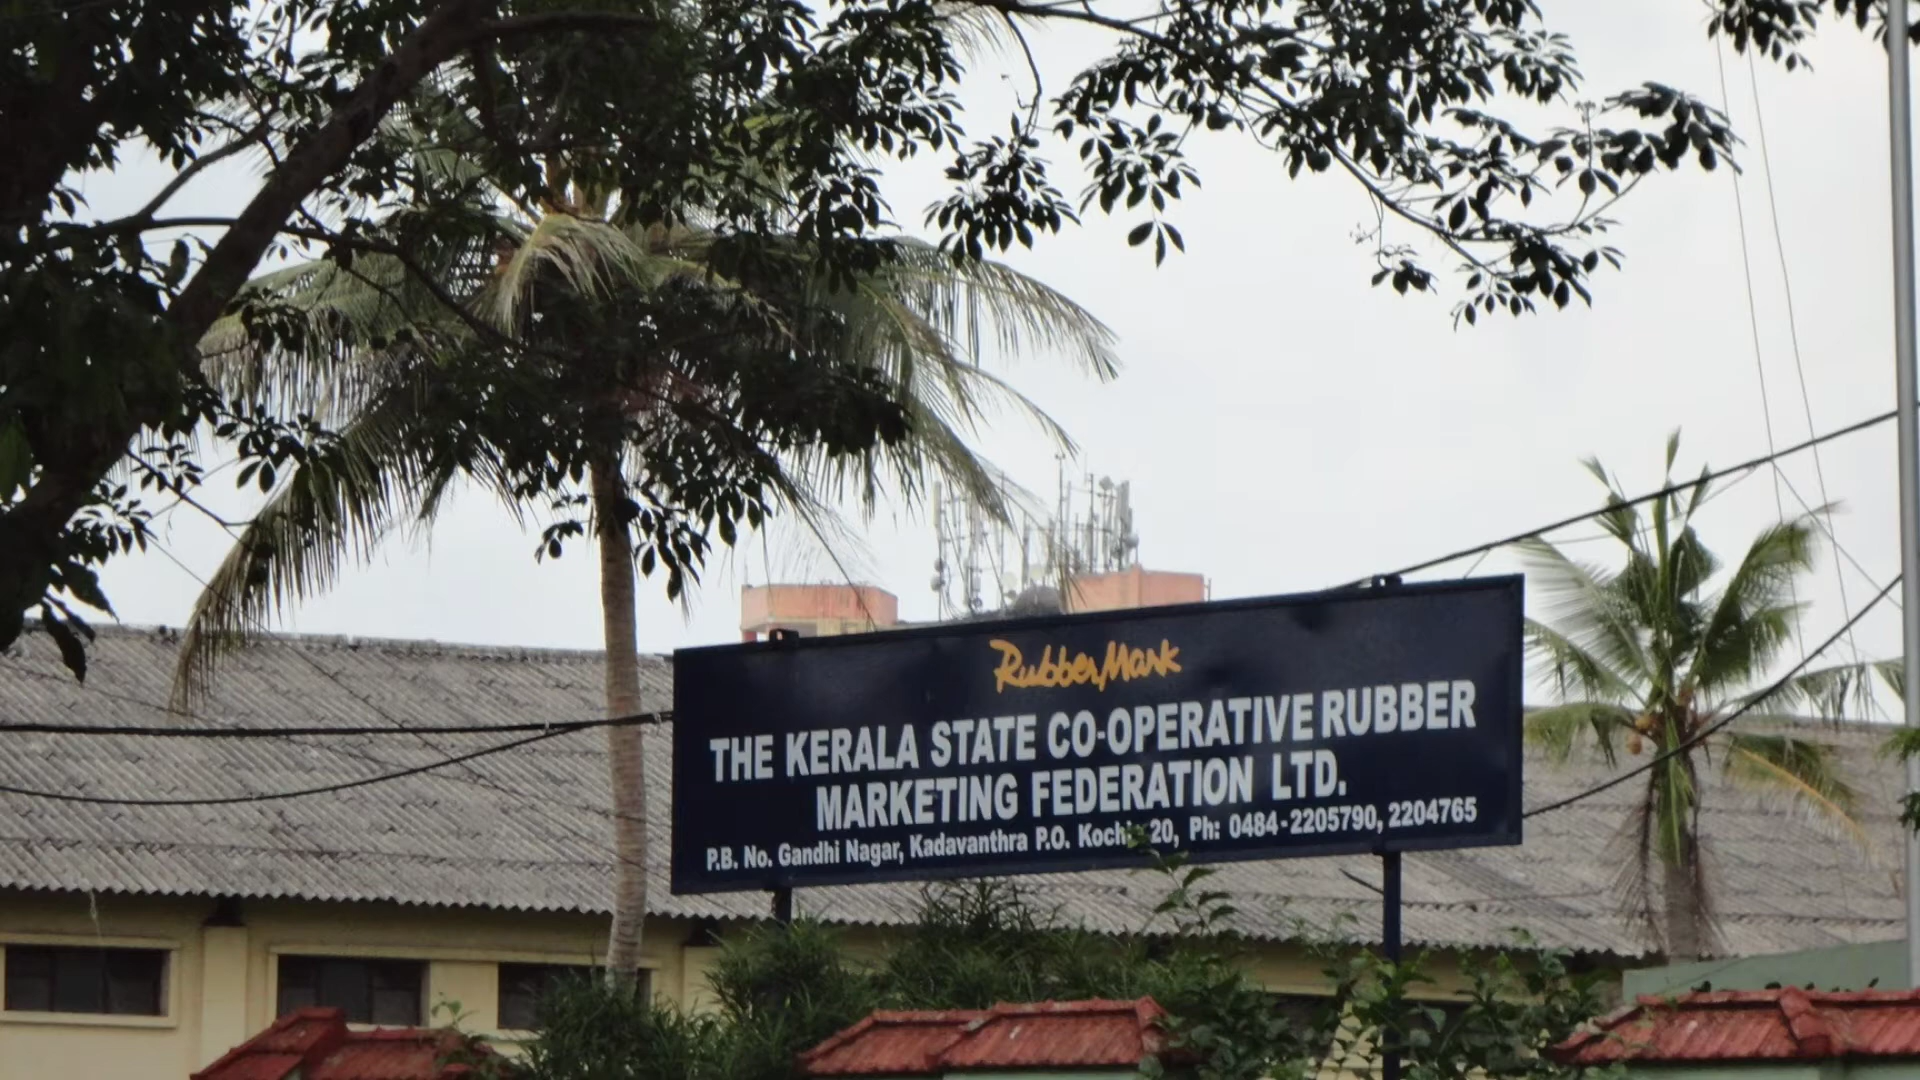 RubberMark
THE KERALA STATE CO-OPERATIVE RUBBER
MARKETING FEDERATION LTD.
P.B. No. Gandhi Nagar, Kadavanthra P.O. Kochi- 20, Ph: 0484-2205790, 2204765